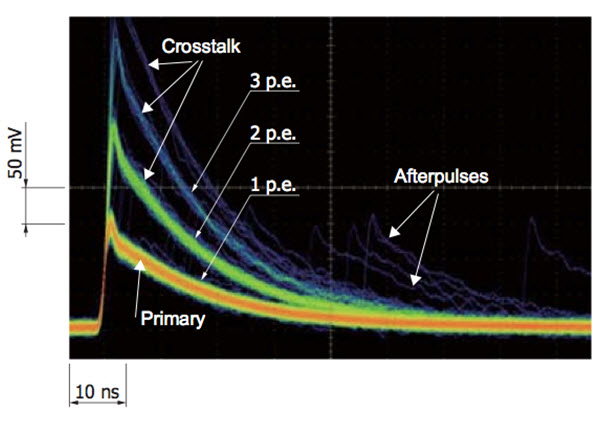 Crosstalk
3 p.e.
2 p.e.
1 p.e.
Afterpulses
Primary
50 mV
10 ns